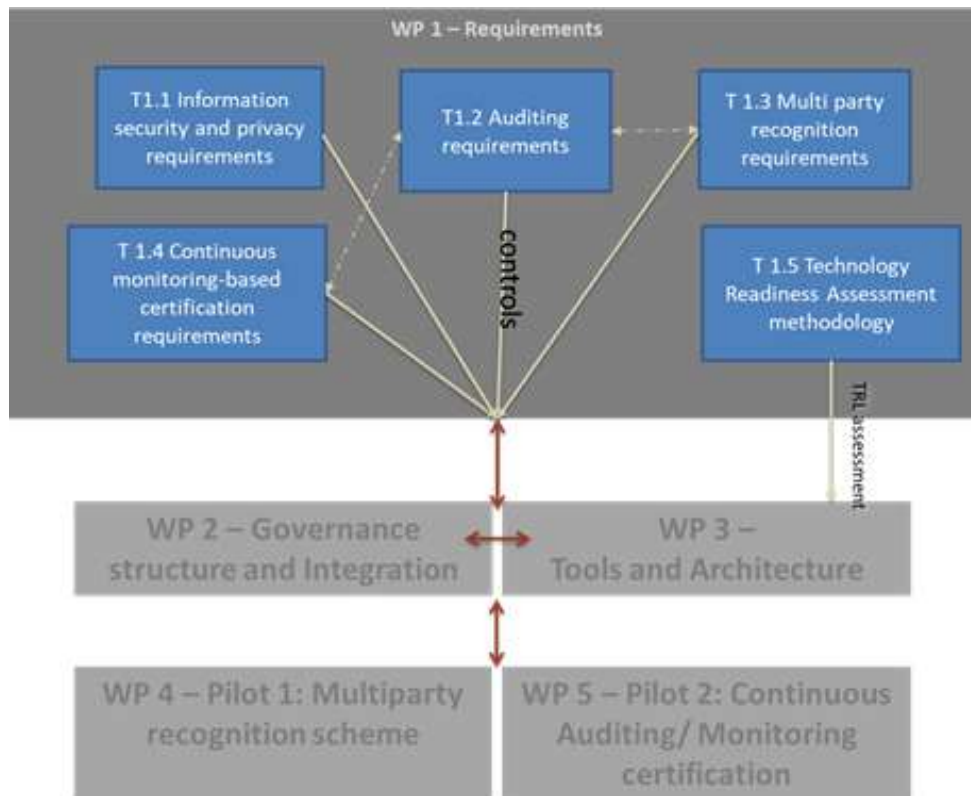 WP 1 – Requirements
T1.1 Information
security and privacy
requirements
T1.2 Auditing
requirements
T 1.3 Multi party
recognition
requirements
T 1.4 Continuous
monitoring-based
certification
requirements
controls
T 1.5 Technology
Readiness Assessment
methodology
TRL assessment
WP 2 – Governance
structure and Integration
WP 3 –
Tools and Architecture
WP 4 – Pilot 1: Multiparty
recognition scheme
WP 5 – Pilot 2: Continuous
Auditing/ Monitoring
certification